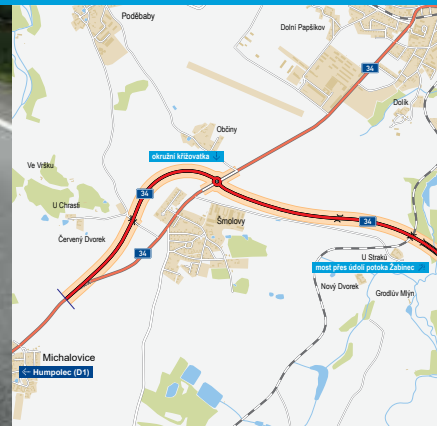 Poděbaby
Dolní Papšíkov
34
Dolík
Občiny
okružní křižovatka ↓
Ve Vršku
34
U Chrasti
Šmolovy
34
Červený Dvorek
34
U Straků
most přes údolí potoka Žabinec
Nový Dvorek
Grodlův Mlýn
Michalovice
← Humpolec (D1)